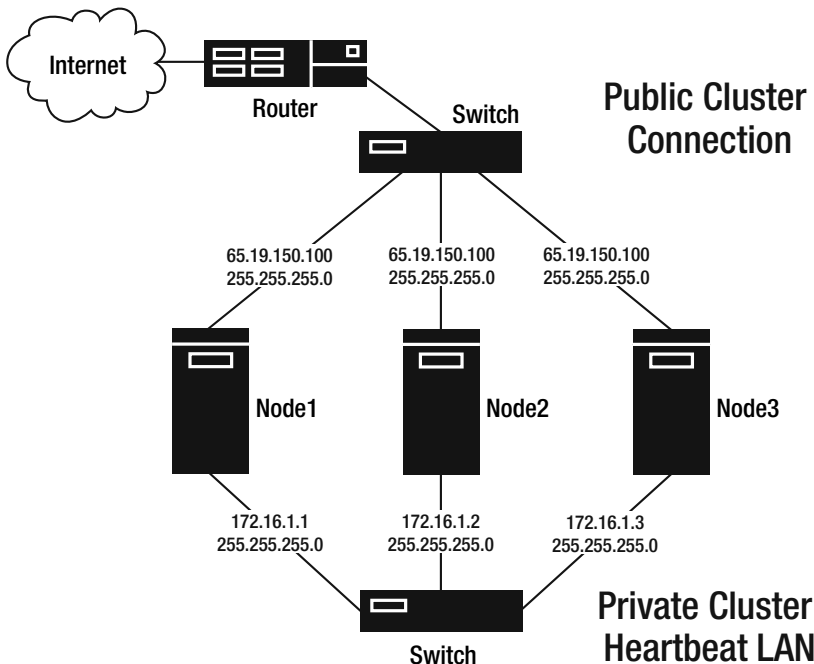 Internet
Router
Switch
Public Cluster
Connection
65.19.150.100
255.255.255.0
65.19.150.100
255.255.255.0
65.19.150.100
255.255.255.0
Node1
Node2
Node3
172.16.1.1
255.255.255.0
172.16.1.2
255.255.255.0
172.16.1.3
255.255.255.0
Private Cluster
Heartbeat LAN
Switch